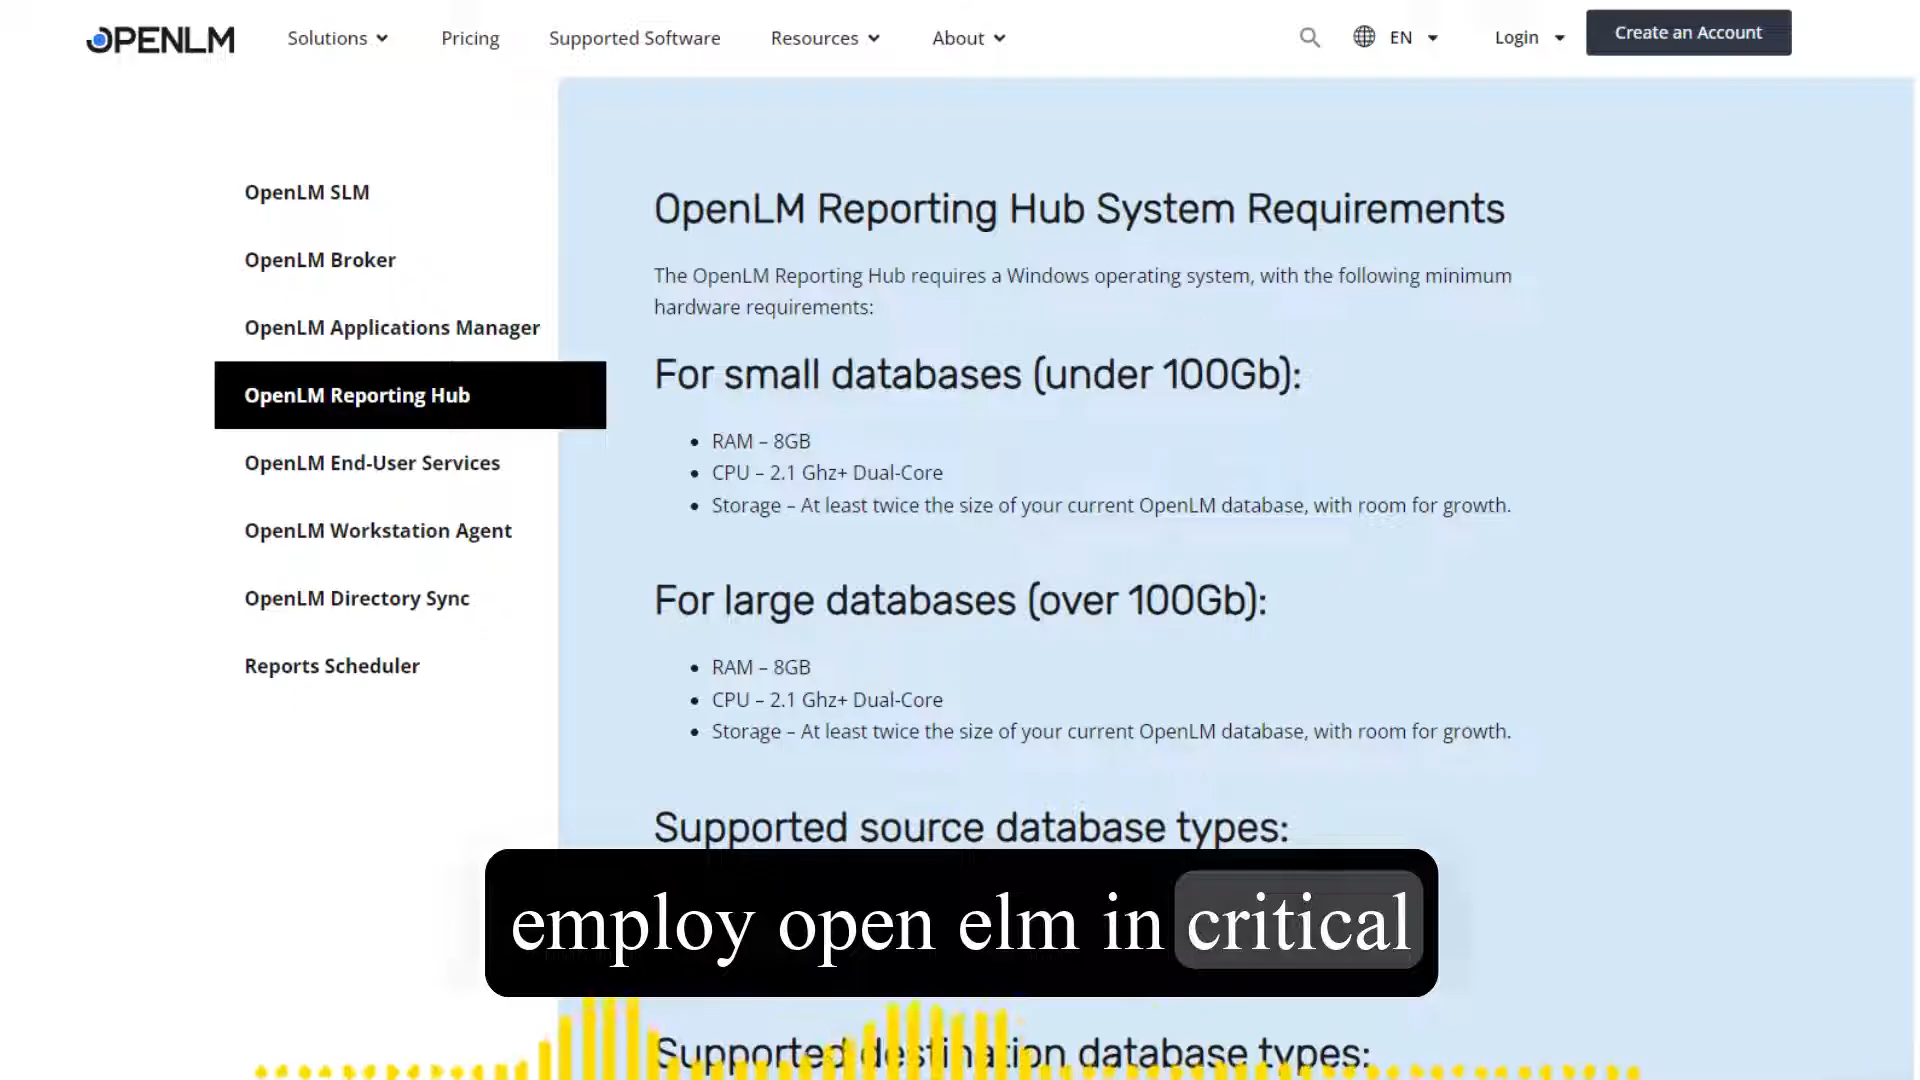 OPENLM
Solutions
Pricing
Supported Software
Resources
About
EN
Login
Create an Account
OpenLM SLM
OpenLM Broker
OpenLM Applications Manager
OpenLM Reporting Hub
OpenLM End-User Services
OpenLM Workstation Agent
OpenLM Directory Sync
Reports Scheduler
OpenLM Reporting Hub System Requirements
The OpenLM Reporting Hub requires a Windows operating system, with the following minimum
hardware requirements:
For small databases (under 100Gb):
RAM – 8GB
CPU – 2.1 Ghz+ Dual-Core
Storage – At least twice the size of your current OpenLM database, with room for growth.
For large databases (over 100Gb):
RAM – 8GB
CPU – 2.1 Ghz+ Dual-Core
Storage – At least twice the size of your current OpenLM database, with room for growth.
Supported source database types:
employ open elm in critical
Supported destination database types: